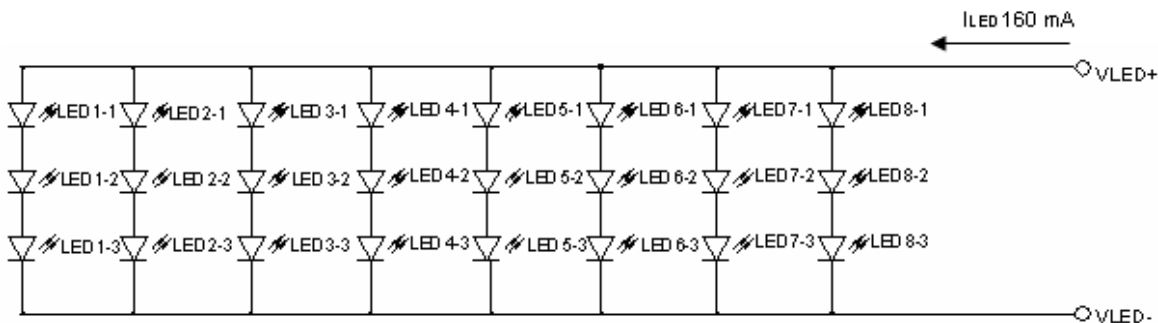 ILED 160 mA
VLED+
LED 1-1 LED 2-1 LED 3-1 LED 4-1 LED 5-1 LED 6-1 LED 7-1 LED 8-1
LED 1-2 LED 2-2 LED 3-2 LED 4-2 LED 5-2 LED 6-2 LED 7-2 LED 8-2
LED 1-3 LED 2-3 LED 3-3 LED 4-3 LED 5-3 LED 6-3 LED 7-3 LED 8-3
VLED-